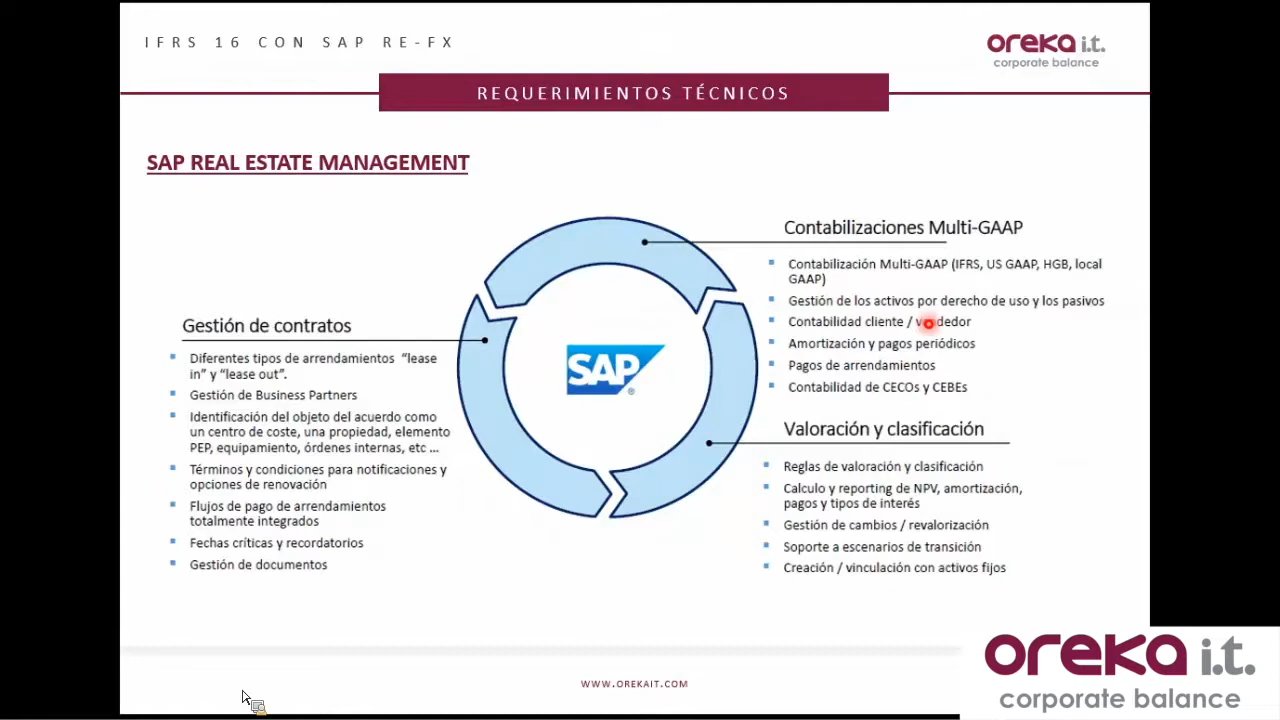 IFRS 16 CON SAP RE-FX
oreka i.t.
corporate balance
REQUERIMIENTOS TÉCNICOS
SAP REAL ESTATE MANAGEMENT
Gestión de contratos
Diferentes tipos de arrendamientos “lease
in” y “lease out”.
Gestión de Business Partners
Identificación del objeto del acuerdo como
un centro de coste, una propiedad, elemento
PEP, equipamiento, órdenes internas, etc ...
Términos y condiciones para notificaciones y
opciones de renovación
Flujos de pago de arrendamientos
totalmente integrados
Fechas críticas y recordatorios
Gestión de documentos
SAP®
Contabilizaciones Multi-GAAP
Contabilización Multi-GAAP (IFRS, US GAAP, HGB, local
GAAP)
Gestión de los activos por derecho de uso y los pasivos
Contabilidad cliente / vendedor
Amortización y pagos periódicos
Pagos de arrendamientos
Contabilidad de CECOs y CEBEs
Valoración y clasificación
Reglas de valoración y clasificación
Calculo y reporting de NPV, amortización,
pagos y tipos de interés
Gestión de cambios / revalorización
Soporte a escenarios de transición
Creación / vinculación con activos fijos
WWW.OREKAIT.COM
oreka i.t.
corporate balance